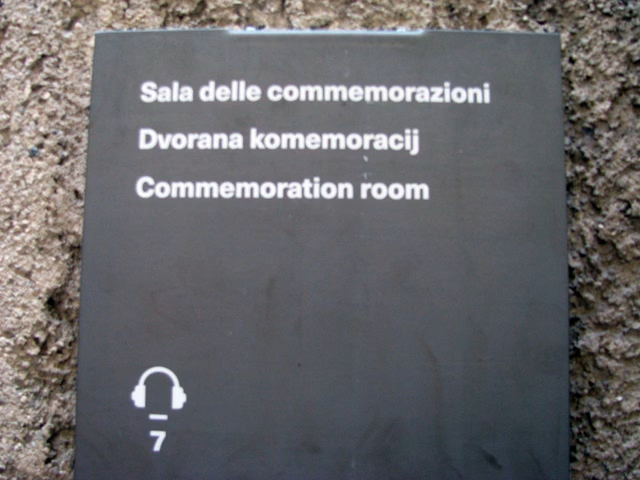 Sala delle commemorazioni
Dvorana komemoracij
Commemoration room
7